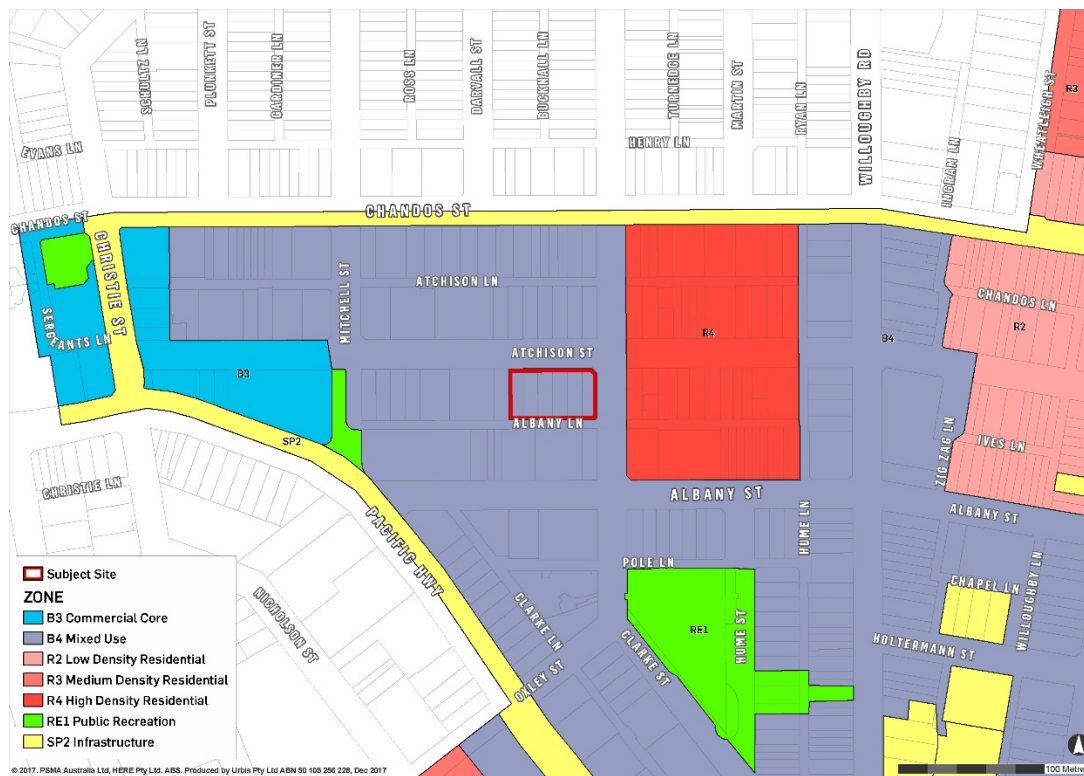 SCHULTZ LN
PLUNKETT ST
GARDINER LN
ROSS LN
DARVALL ST
BUCKNALL LN
TURNEDGE LN
MARTIN ST
RYAN LN
WILLOUGHBY RD
INGRAM LN
WHEATLEIGH ST
R3
EVANS LN
HENRY LN
CHANDOS ST
CHANDOS ST
CHRISTIE ST
SERGEANTS LN
MITCHELL ST
ATCHISON LN
ATCHISON ST
ALBANY LN
B3
R4
B4
CHANDOS LN
R2
IVES LN
ZIG ZAG LN
SP2
CHRISTIE LN
PACIFIC HWY
ALBANY ST
ALBANY ST
HUME LN
POLE LN
CHAPEL LN
WILLOUGHBY LN
NICHOLSON ST
CLARKE LN
CLARKE ST
OXLEY ST
RE1
HUME ST
HOLTERMANN ST
Subject Site
ZONE
B3 Commercial Core
B4 Mixed Use
R2 Low Density Residential
R3 Medium Density Residential
R4 High Density Residential
RE1 Public Recreation
SP2 Infrastructure
© 2017. PSMA Australia Ltd, HERE Pty Ltd. ABS. Produced by Urbis Pty Ltd ABN 50 105 256 228, Dec 2017
100 Metre